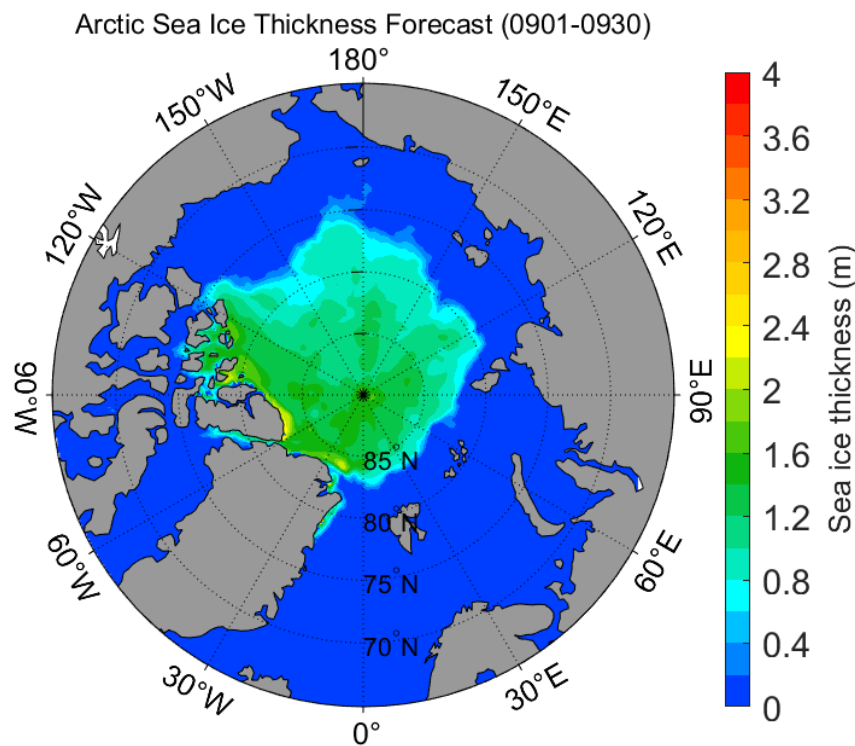 Arctic Sea Ice Thickness Forecast (0901-0930)
180°
150°W
150°E
120°W
120°E
90°W
90°E
60°W
60°E
30°W
30°E
0°
85°N
80°N
75°N
70°N
4
3.6
3.2
2.8
2.4
2
1.6
1.2
0.8
0.4
0
Sea ice thickness (m)